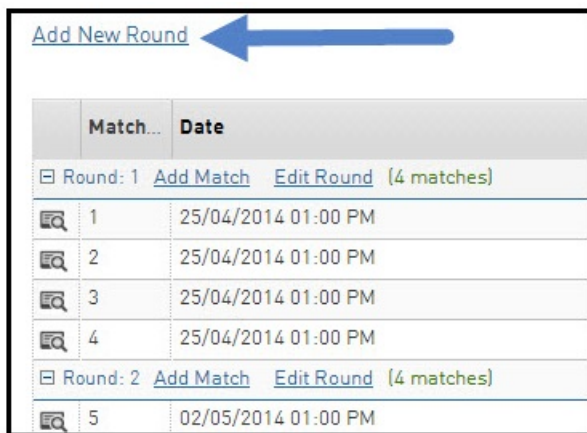 Add New Round
Match... Date
Round: 1 Add Match Edit Round (4 matches)
1 25/04/2014 01:00 PM
2 25/04/2014 01:00 PM
3 25/04/2014 01:00 PM
4 25/04/2014 01:00 PM
Round: 2 Add Match Edit Round (4 matches)
5 02/05/2014 01:00 PM